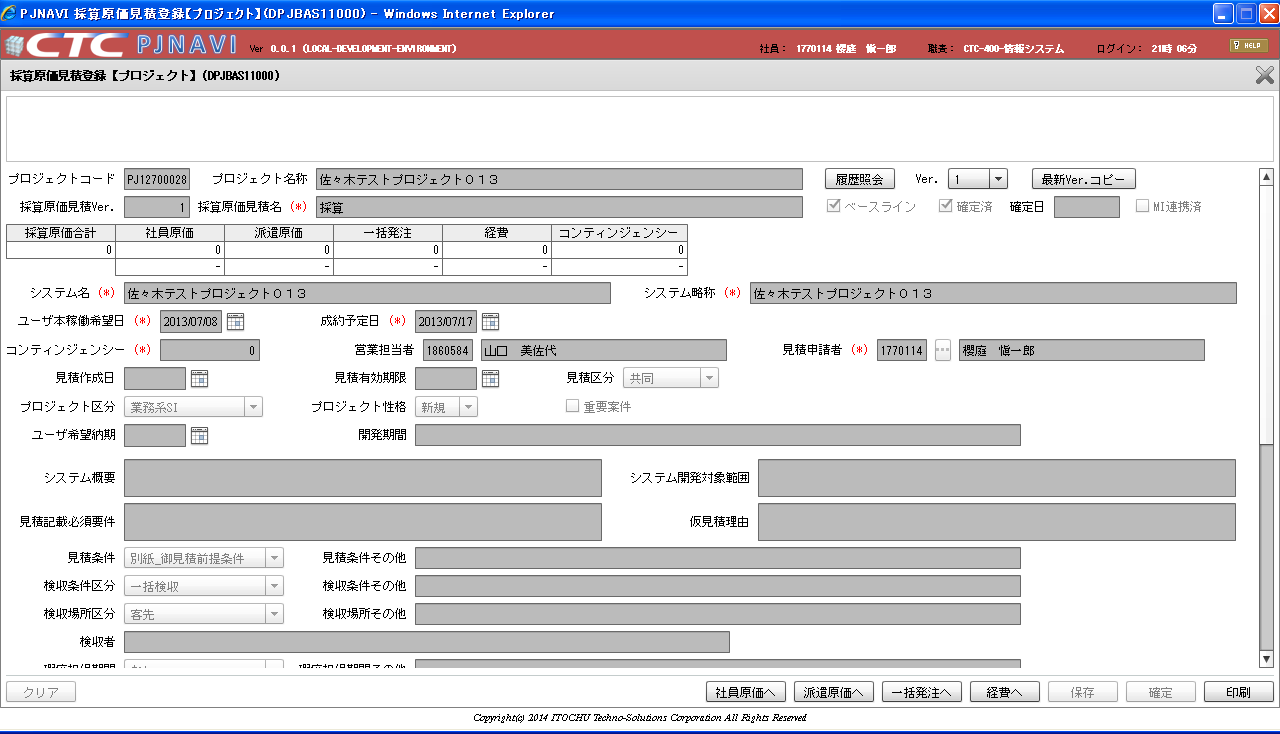 PJNAVI 採算原価見積登録【プロジェクト】(DPJBAS11000) - Windows Internet Explorer
CTC PJNAVI Ver 0.0.1 (LOCAL-DEVELOPMENT-ENVIRONMENT) 社員： 1770114 櫻庭 愼一郎 職責： CTC-400-情報システム ログイン： 21時 06分 ? HELP
採算原価見積登録【プロジェクト】(DPJBAS11000)
プロジェクトコード PJ12700028 プロジェクト名称 佐々木テストプロジェクト０１３ 履歴照会 Ver. 1 最新Ver.コピー
採算原価見積Ver. 1 採算原価見積名 (*) 採算 ベースライン 確定済 確定日 MI連携済
採算原価合計 社員原価 派遣原価 一括発注 経費 コンティンジェンシー
0 0 0 0 0 0
- - - - -
システム名 (*) 佐々木テストプロジェクト０１３ システム略称 (*) 佐々木テストプロジェクト０１３
ユーザ本稼働希望日 (*) 2013/07/08 成約予定日 (*) 2013/07/17
コンティンジェンシー (*) 0 営業担当者 1860584 山口 美佐代 見積申請者 (*) 1770114 ... 櫻庭 愼一郎
見積作成日 見積有効期限 見積区分 共同
プロジェクト区分 業務系SI プロジェクト性格 新規 重要案件
ユーザ希望納期 開発期間
システム概要 システム開発対象範囲
見積記載必須要件 仮見積理由
見積条件 別紙_御見積前提条件 見積条件その他
検収条件区分 一括検収 検収条件その他
検収場所区分 客先 検収場所その他
検収者
クリア 社員原価へ 派遣原価へ 一括発注へ 経費へ 保存 確定 印刷
Copyright(c) 2014 ITOCHU Techno-Solutions Corporation All Rights Reserved